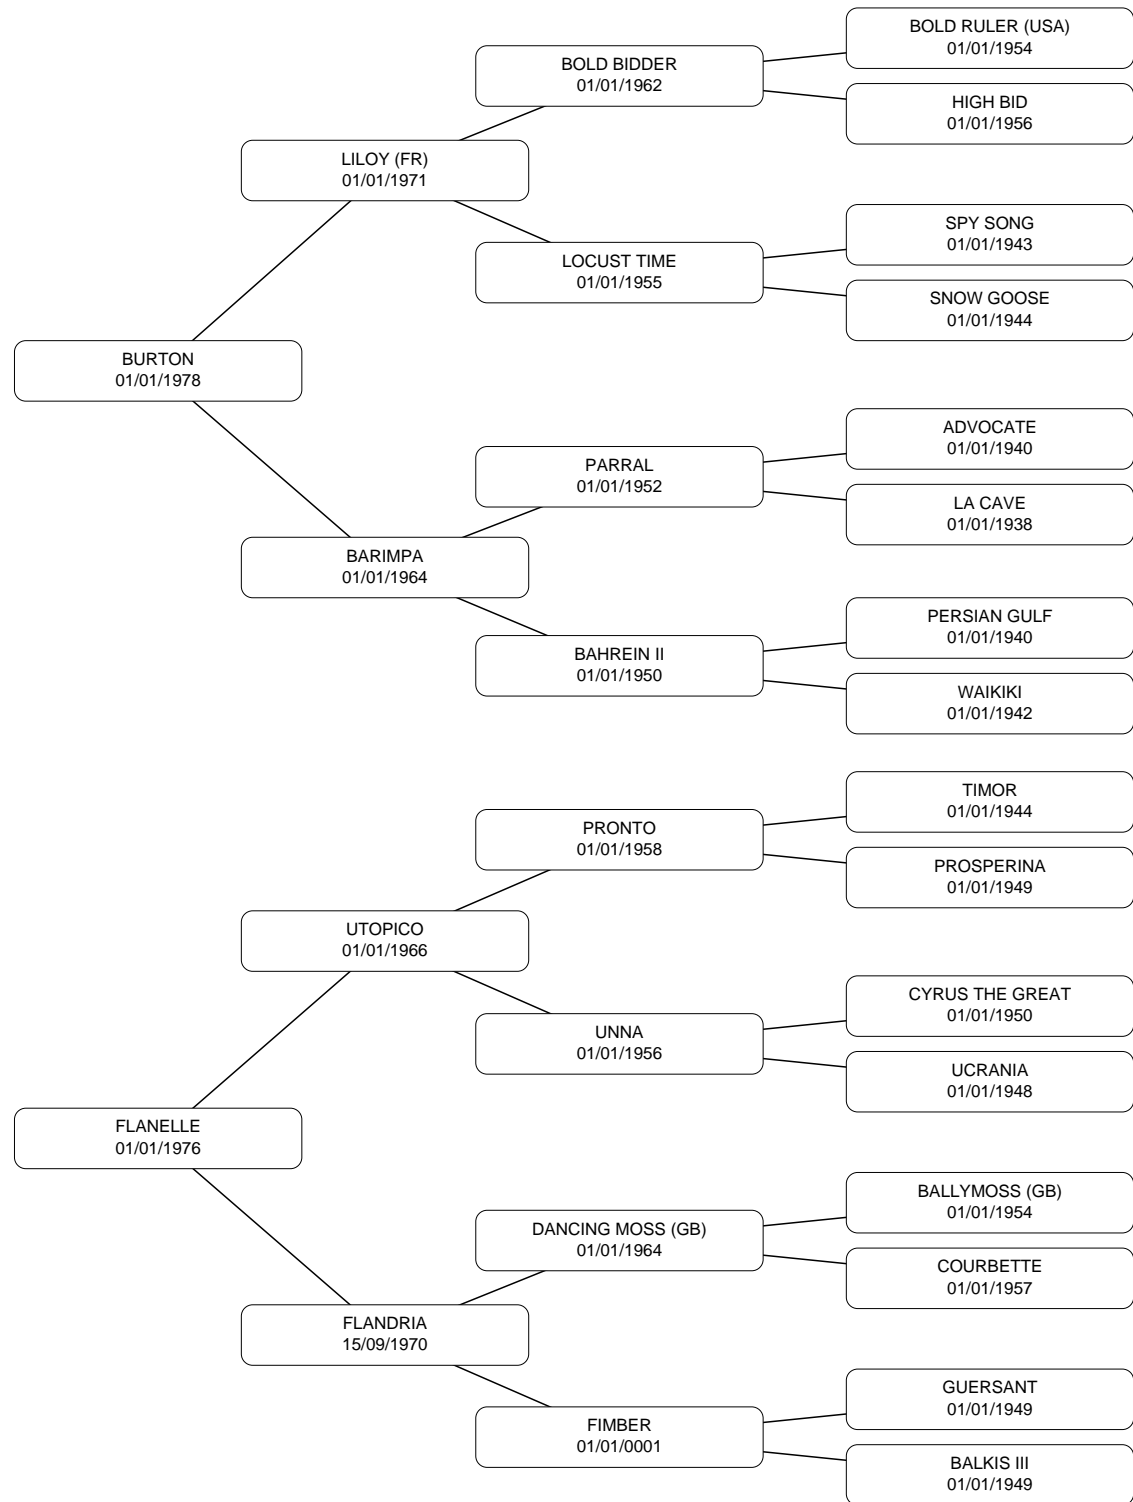 BOLD RULER (USA)
01/01/1954
BOLD BIDDER
01/01/1962
HIGH BID
01/01/1956
LILOY (FR)
01/01/1971
SPY SONG
01/01/1943
LOCUST TIME
01/01/1955
SNOW GOOSE
01/01/1944
BURTON
01/01/1978
ADVOCATE
01/01/1940
PARRAL
01/01/1952
LA CAVE
01/01/1938
BARIMPA
01/01/1964
PERSIAN GULF
01/01/1940
BAHREIN II
01/01/1950
WAIKIKI
01/01/1942
TIMOR
01/01/1944
PRONTO
01/01/1958
PROSPERINA
01/01/1949
UTOPICO
01/01/1966
CYRUS THE GREAT
01/01/1950
UNNA
01/01/1956
UCRANIA
01/01/1948
FLANELLE
01/01/1976
BALLYMOSS (GB)
01/01/1954
DANCING MOSS (GB)
01/01/1964
COURBETTE
01/01/1957
FLANDRIA
15/09/1970
GUERSANT
01/01/1949
FIMBER
01/01/0001
BALKIS III
01/01/1949